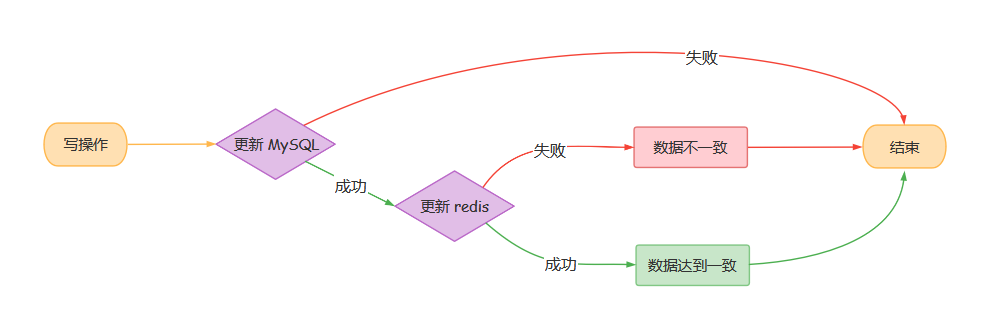 失败
写操作
更新 MySQL
失败
数据不一致
结束
成功
更新 redis
成功
数据达到一致